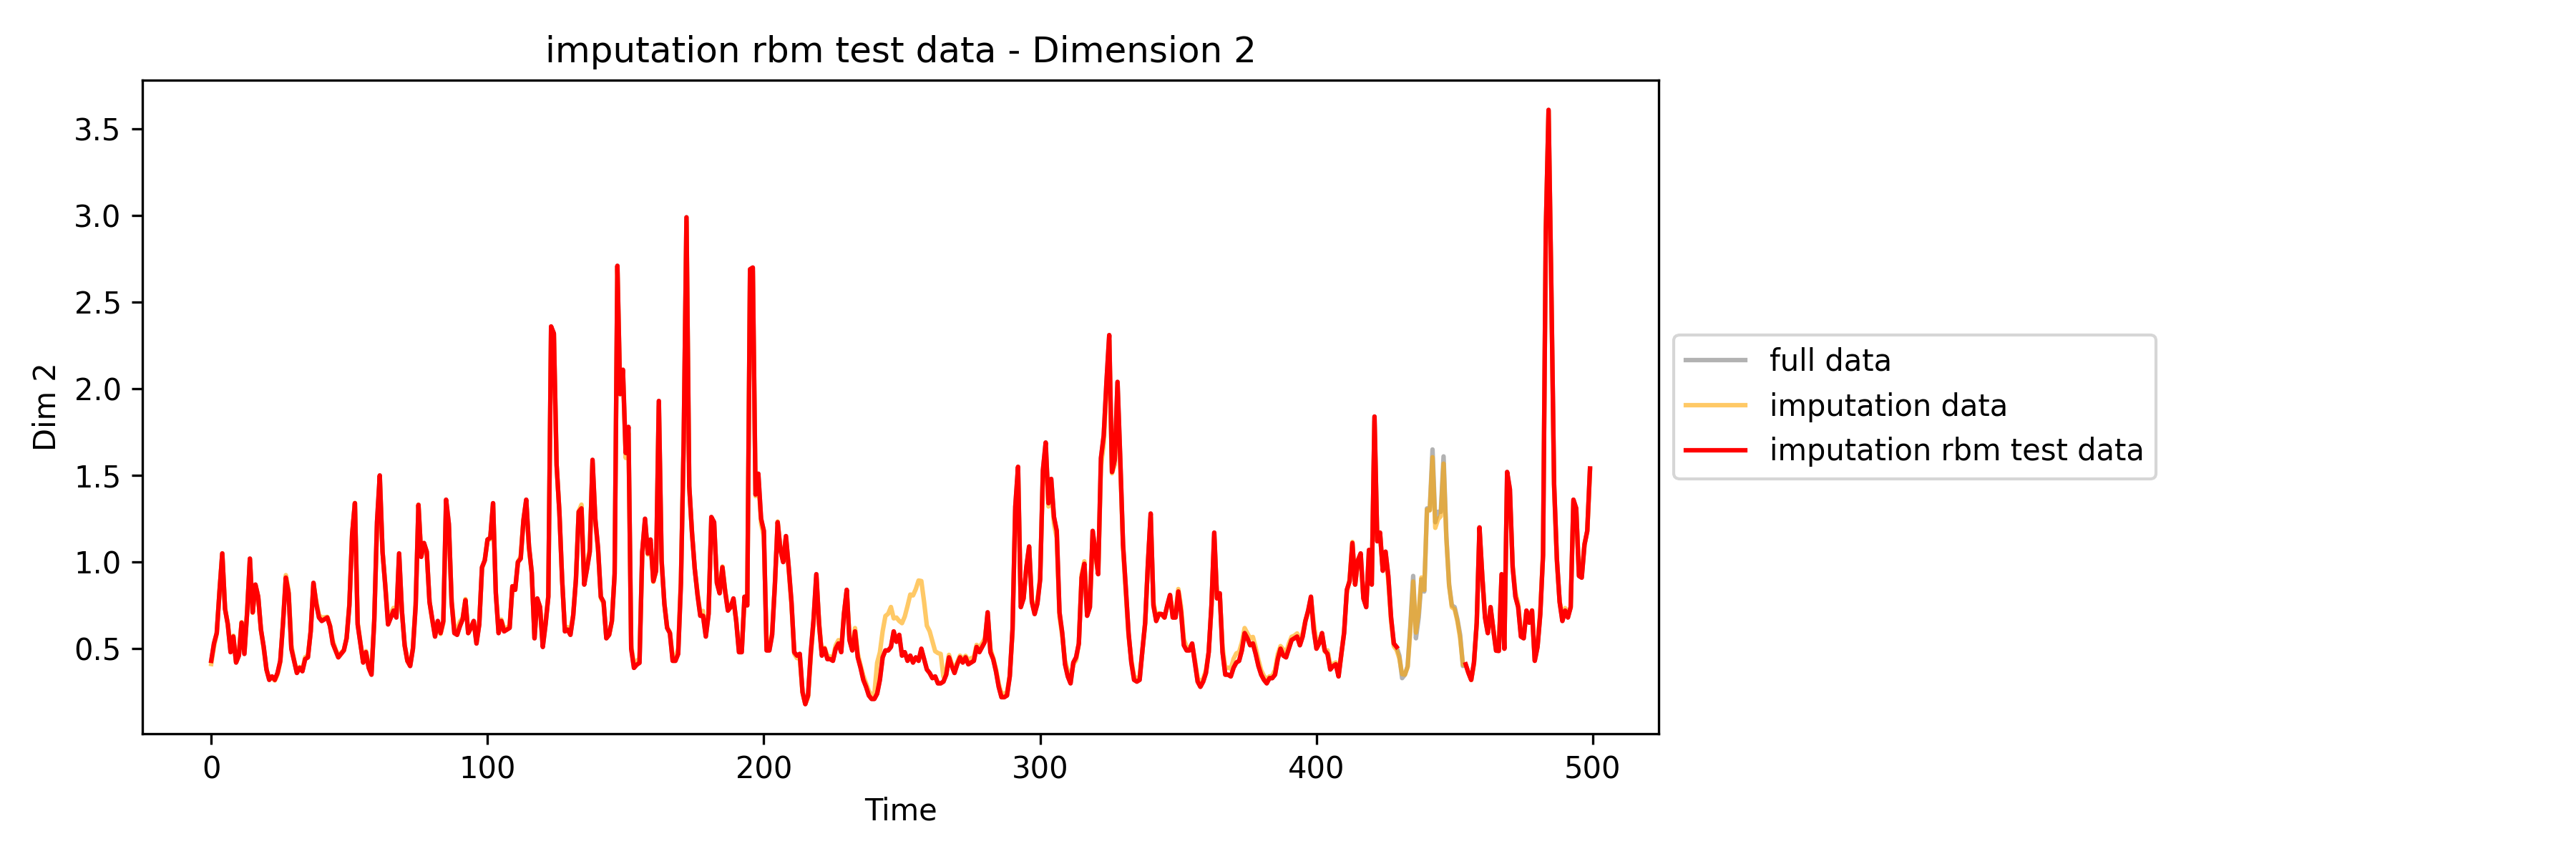 imputation rbm test data - Dimension 2
3.5
3.0
2.5
2.0
1.5
1.0
0.5
Dim 2
0 100 200 300 400 500
Time
full data
imputation data
imputation rbm test data